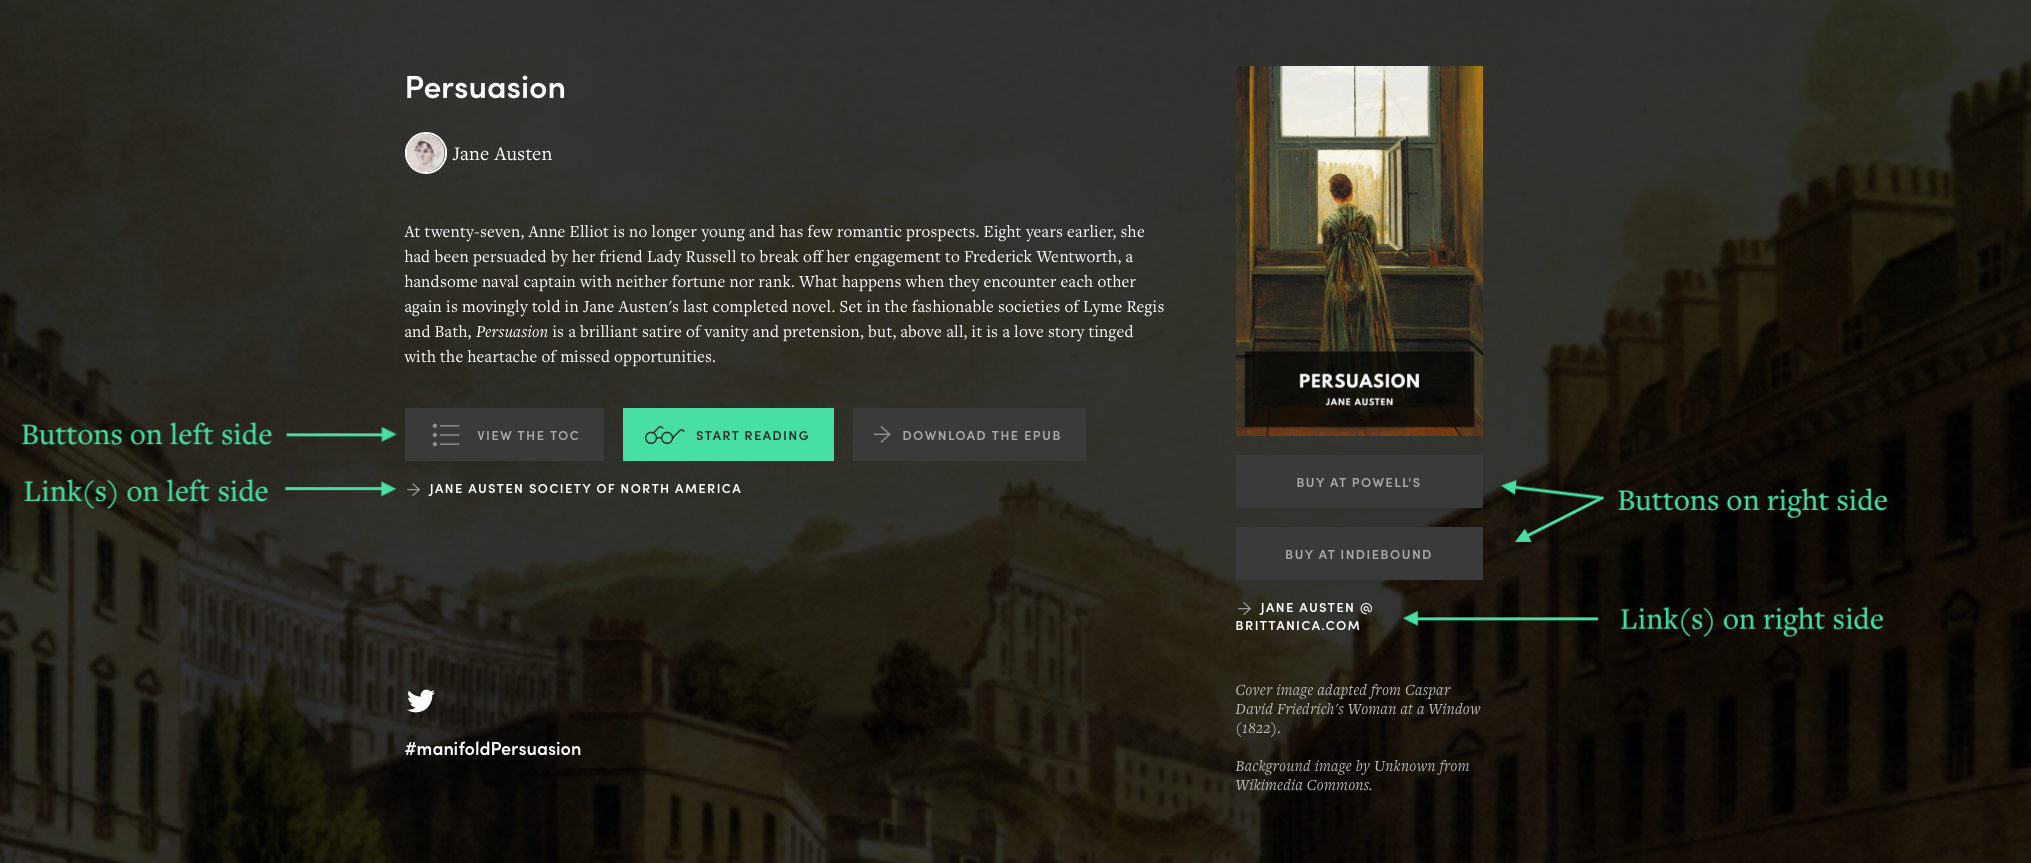 Persuasion
Jane Austen
At twenty-seven, Anne Elliot is no longer young and has few romantic prospects. Eight years earlier, she
had been persuaded by her friend Lady Russell to break off her engagement to Frederick Wentworth, a
handsome naval captain with neither fortune nor rank. What happens when they encounter each other
again is movingly told in Jane Austen's last completed novel. Set in the fashionable societies of Lyme Regis
and Bath, Persuasion is a brilliant satire of vanity and pretension, but, above all, it is a love story tinged
with the heartache of missed opportunities.
Buttons on left side
VIEW THE TOC
START READING
DOWNLOAD THE EPUB
Link(s) on left side
JANE AUSTEN SOCIETY OF NORTH AMERICA
#manifoldPersuasion
PERSUASION
JANE AUSTEN
BUY AT POWELL'S
BUY AT INDIEBOUND
Buttons on right side
JANE AUSTEN @
BRITTANICA.COM
Link(s) on right side
Cover image adapted from Caspar
David Friedrich's Woman at a Window
(1822).
Background image by Unknown from
Wikimedia Commons.